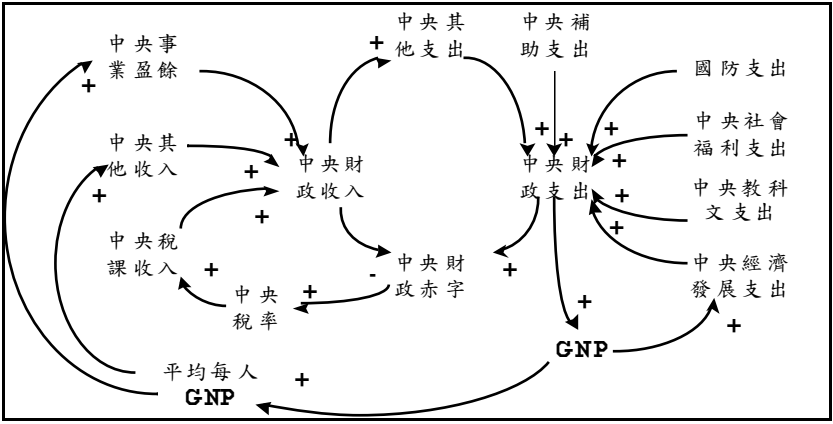 中央其
他支出
中央補
助支出
中央事
業盈餘
國防支出
+
+
中央社會
福利支出
+
+
+
+
中央其
他收入
中央財
政收入
中央財
政支出
+
+
中央教科
文支出
+
+
+
+
中央稅
課收入
+
中央財
政赤字
-
+
中央經濟
發展支出
中央
稅率
+
+
+
GNP
平均每人
GNP
+